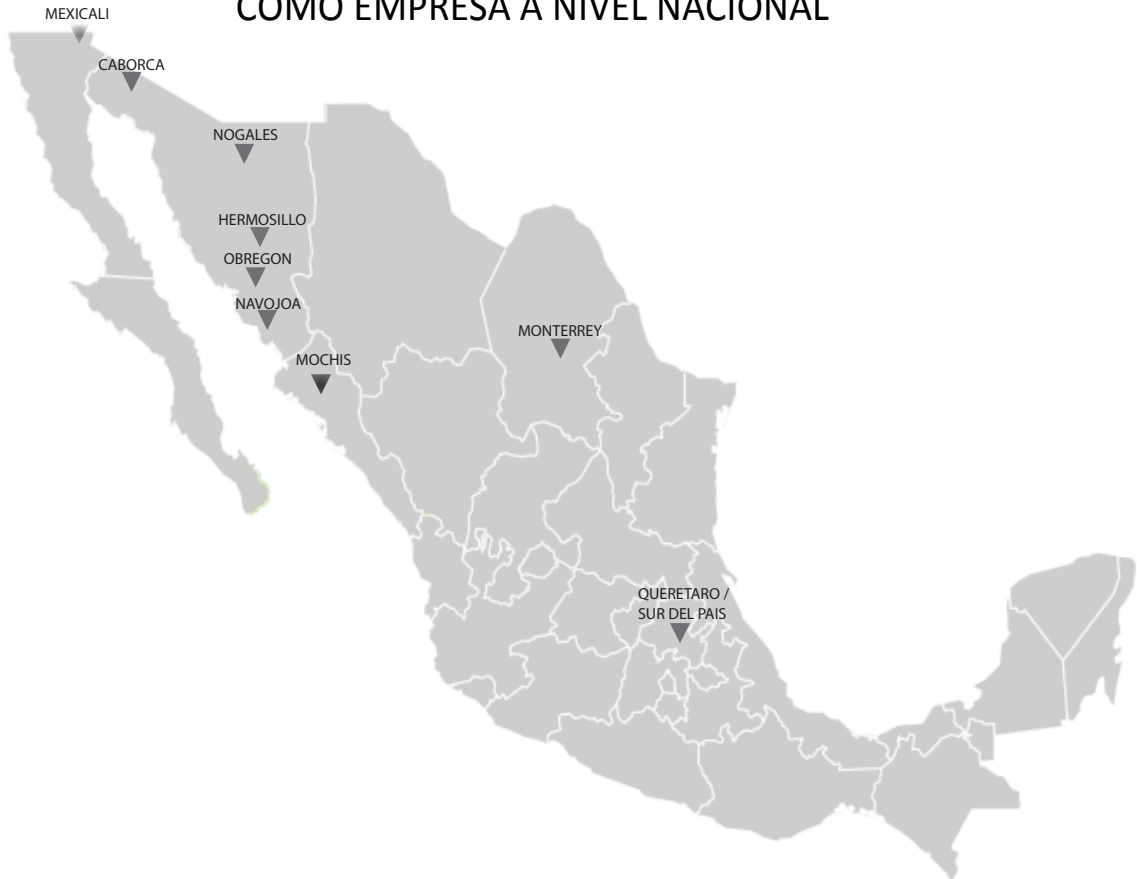 COMO EMPRESA A NIVEL NACIONAL
MEXICALI
CABORCA
NOGALES
HERMOSILLO
OBREGON
NAVOJOA
MONTERREY
MOCHIS
QUERETARO /
SUR DEL PAIS